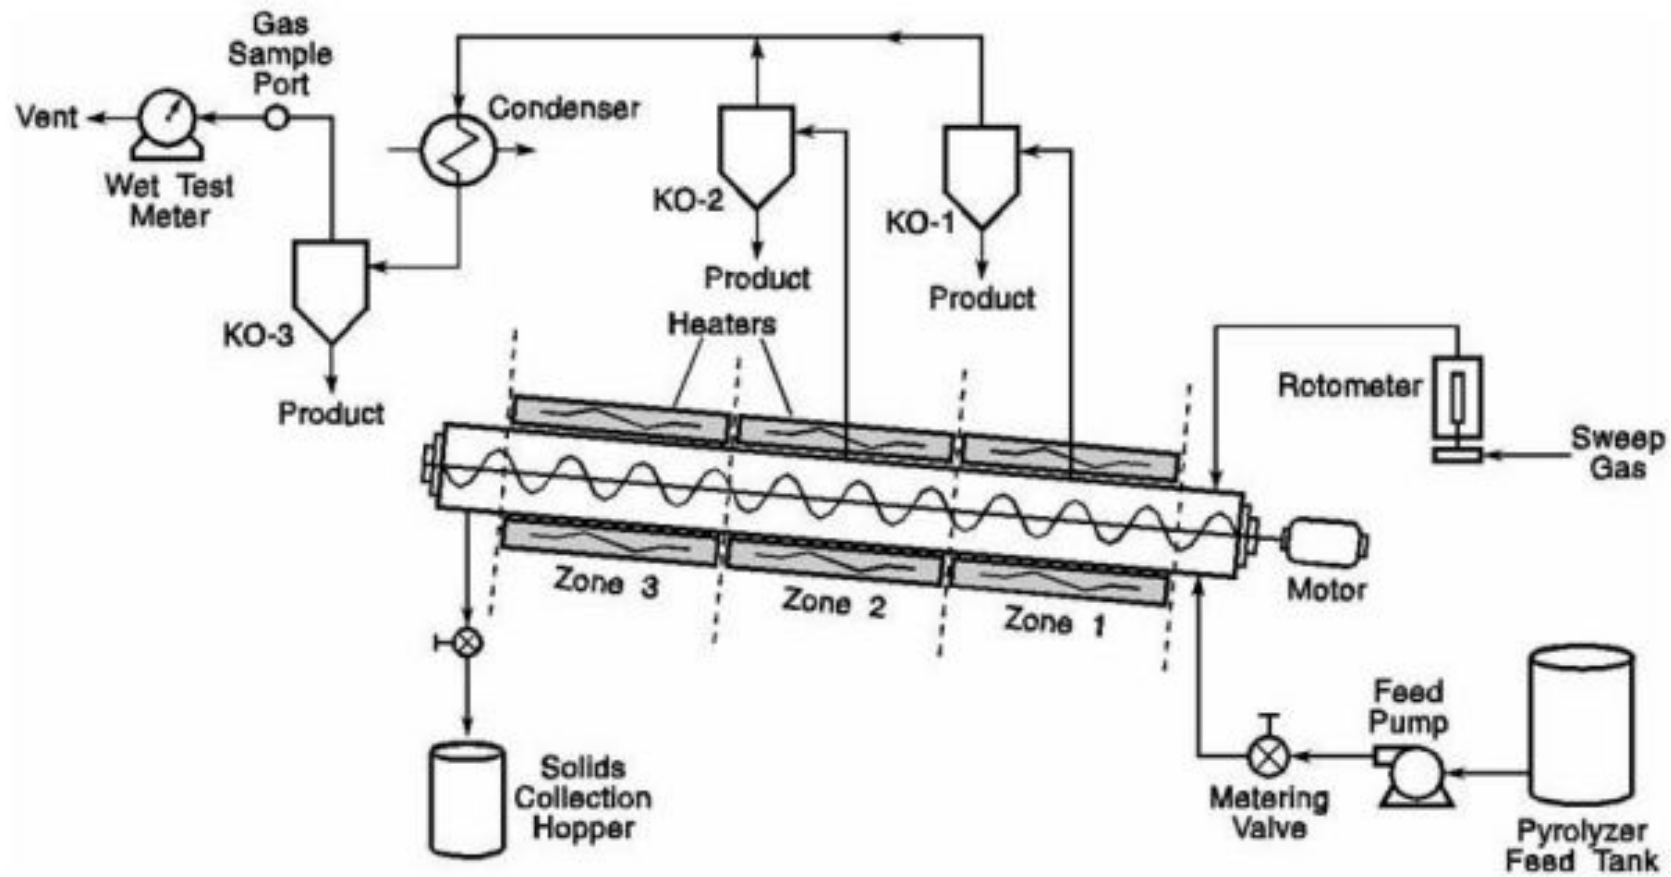 Gas
Sample
Port
Vent
Condenser
Wet Test
Meter
KO-2
KO-1
Product
Product
Heaters
KO-3
Product
Rotometer
Sweep
Gas
Zone 3
Zone 2
Zone 1
Motor
Feed
Pump
Solids
Collection
Hopper
Metering
Valve
Pyrolyzer
Feed Tank